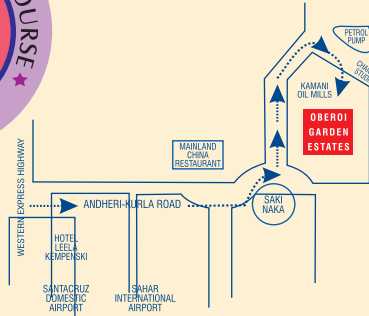 OURSE
PETROL
PUMP
KAMANI
OIL MILLS
OBEROI
GARDEN
ESTATES
MAINLAND
CHINA
RESTAURANT
WESTERN EXPRESS HIGHWAY
ANDHERI-KURLA ROAD
SAKI
NAKA
HOTEL
LEELA
KEMPENSKI
SANTACRUZ
DOMESTIC
AIRPORT
SAHAR
INTERNATIONAL
AIRPORT